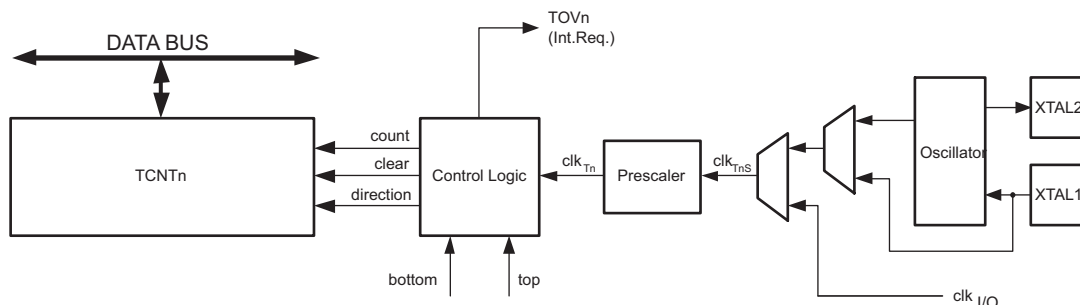 TOVn
(Int.Req.)
DATA BUS
TCNTn
count
clear
direction
Control Logic
clk Tn
Prescaler
clk TnS
Oscillator
XTAL2
XTAL1
bottom
top
clk I/O